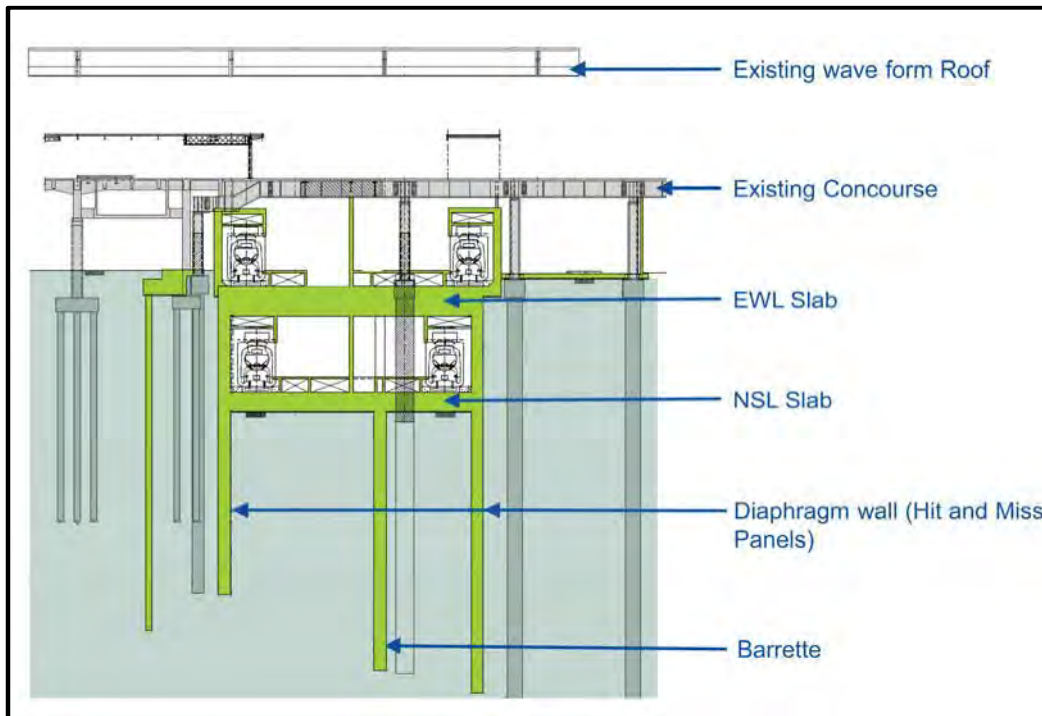 Existing wave form Roof
Existing Concourse
EWL Slab
NSL Slab
Diaphragm wall (Hit and Miss
Panels)
Barrette